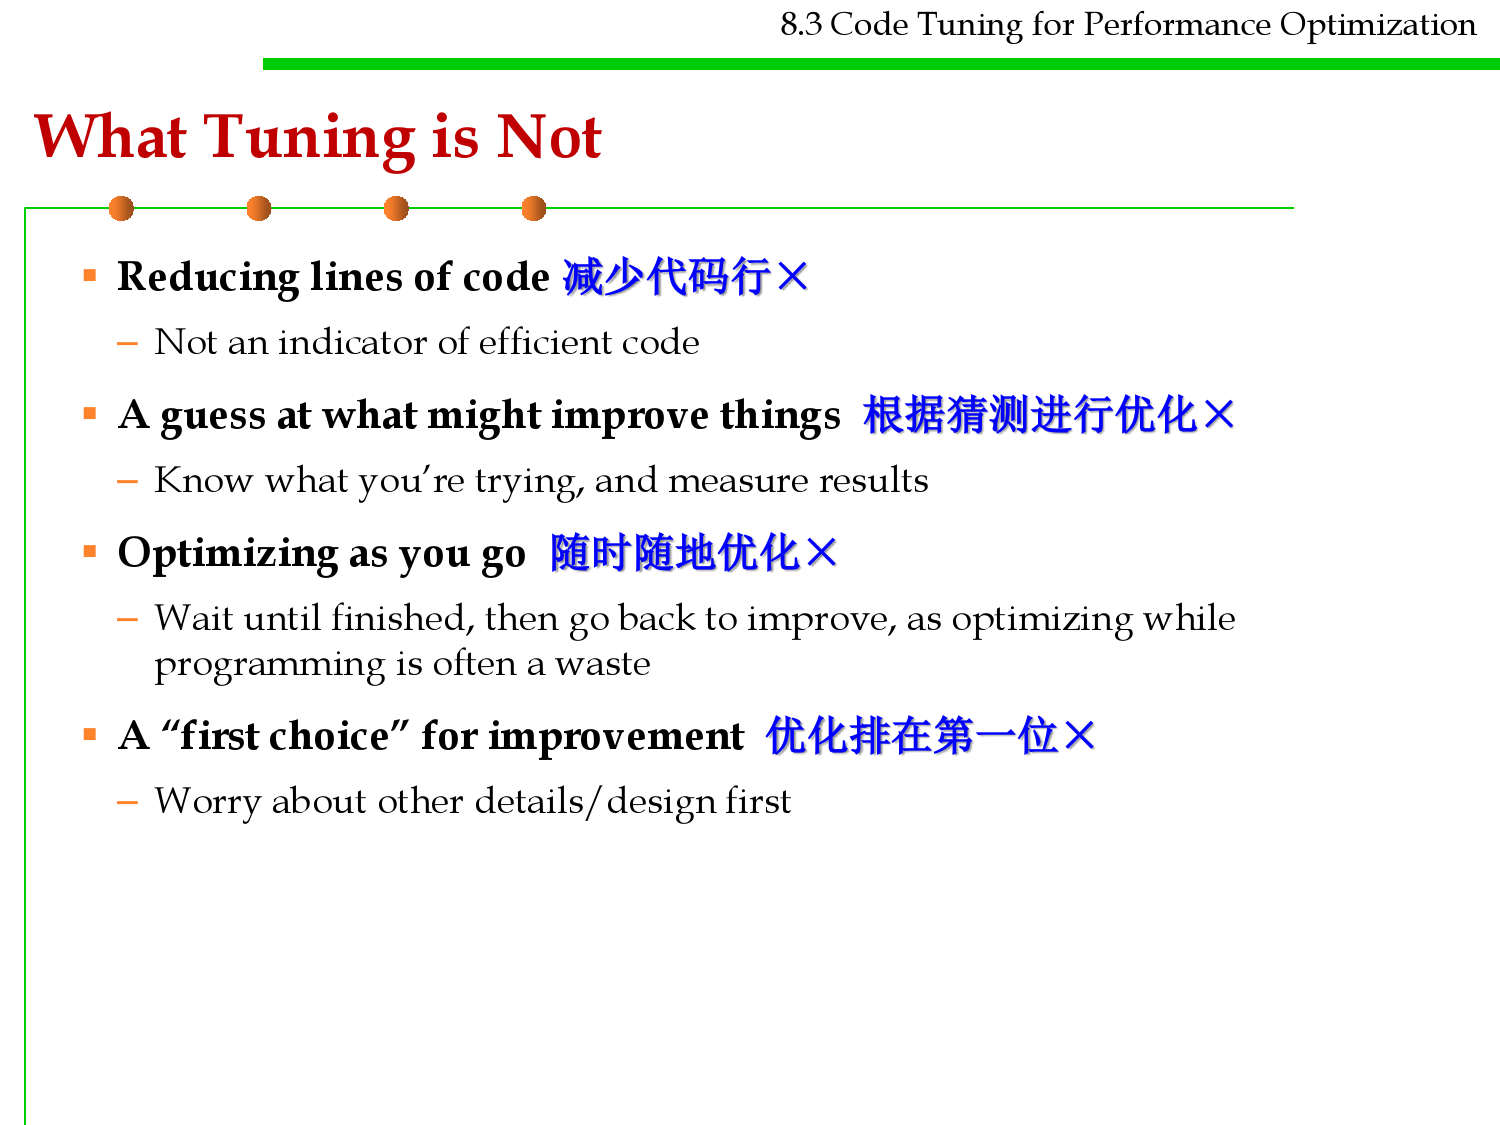 8.3 Code Tuning for Performance Optimization
What Tuning is Not
▪ Reducing lines of code 减少代码行×
– Not an indicator of efficient code
▪ A guess at what might improve things 根据猜测进行优化×
– Know what you’re trying, and measure results
▪ Optimizing as you go 随时随地优化×
– Wait until finished, then go back to improve, as optimizing while
programming is often a waste
▪ A “first choice” for improvement 优化排在第一位×
– Worry about other details/design first